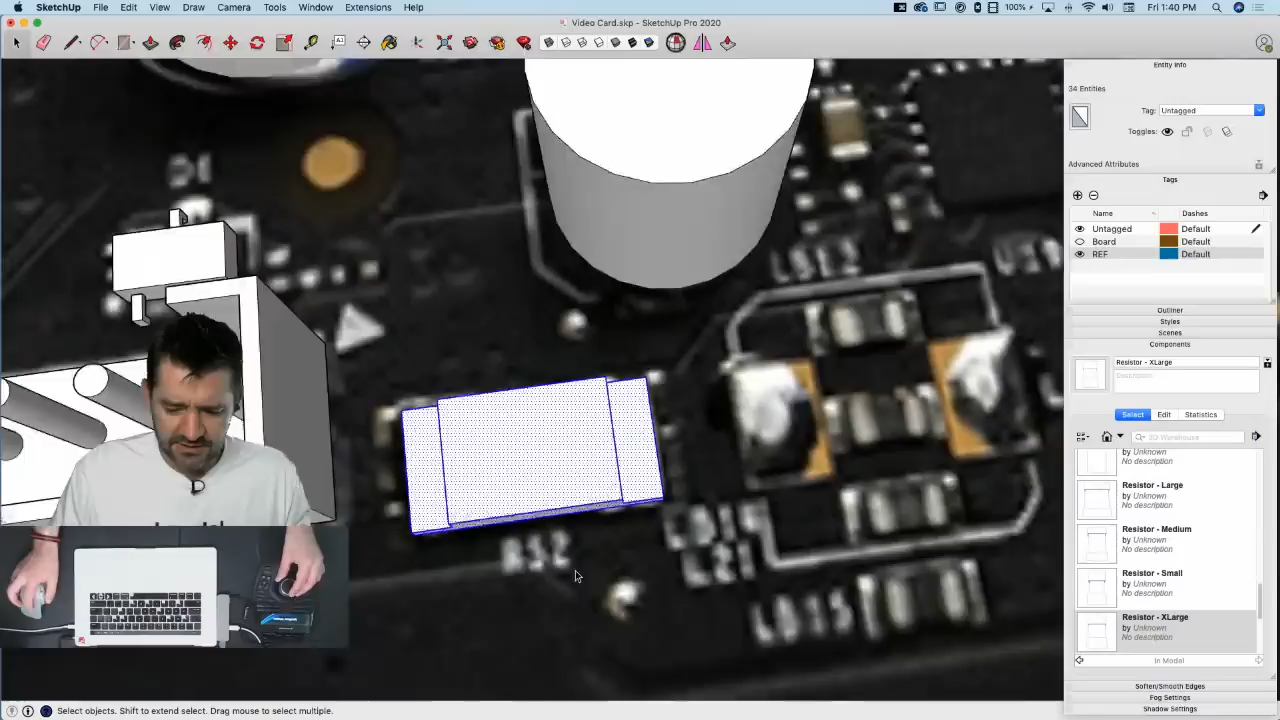 SketchUp File Edit View Draw Camera Tools Window Extensions Help
100% Fri 1:40 PM
Video Card.skp - SketchUp Pro 2020
Entity Info
34 Entities
Tag: Untagged
Toggles:
Advanced Attributes
Tags
Name Dashes
Untagged Default
Board Default
REF Default
Outliner
Styles
Scenes
Components
Resistor - XLarge
Description
Select Edit Statistics
3D Warehouse
by Unknown
No description
Resistor - Large
by Unknown
No description
Resistor - Medium
by Unknown
No description
Resistor - Small
by Unknown
No description
Resistor - XLarge
by Unknown
No description
In Model
Soften/Smooth Edges
Fog Settings
Shadow Settings
R32
Select objects. Shift to extend select. Drag mouse to select multiple.